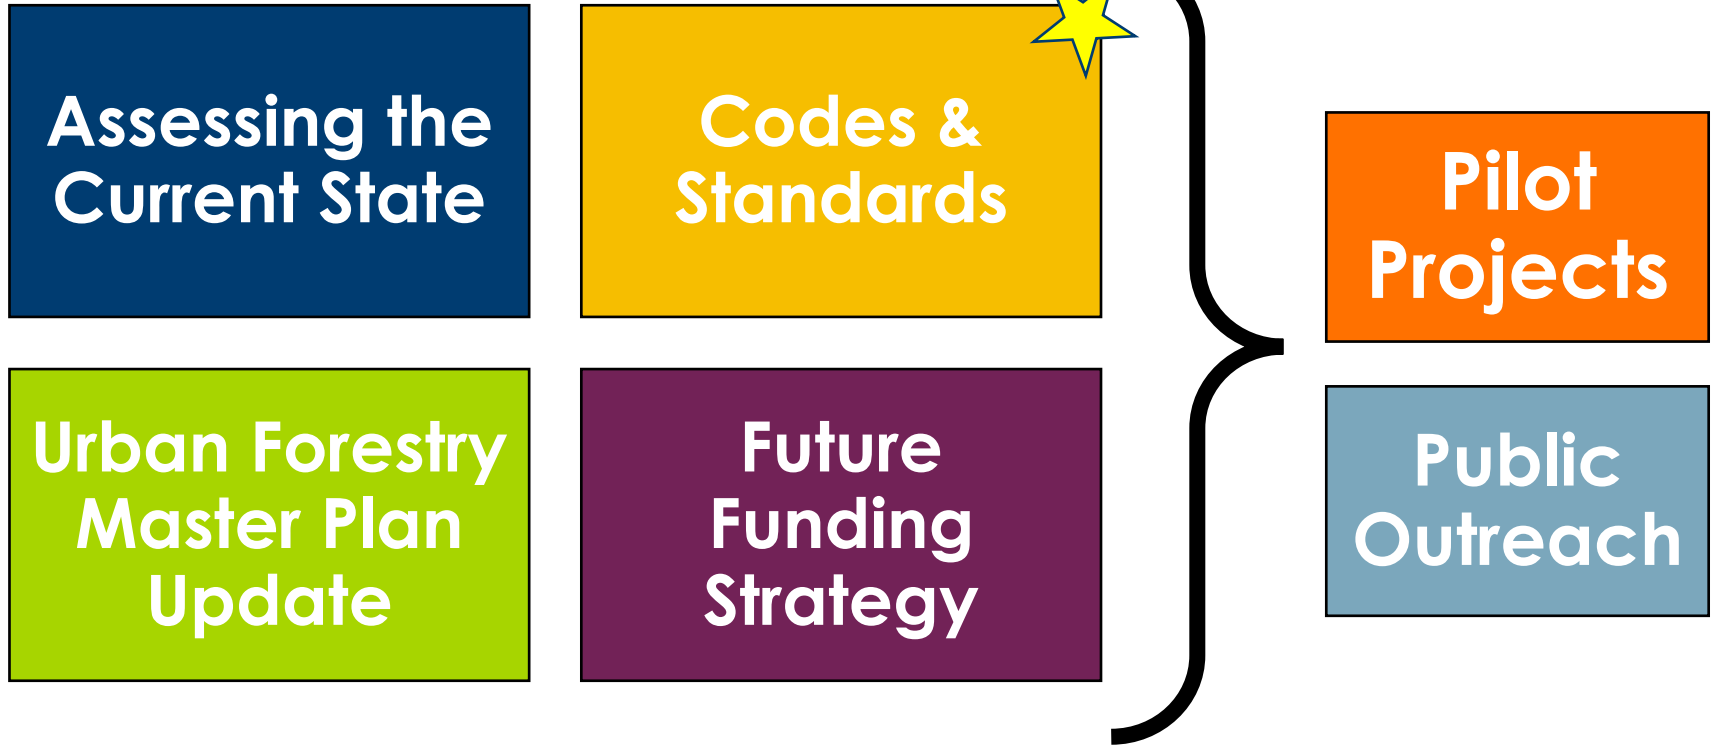 Assessing the
Current State
Codes &
Standards
Urban Forestry
Master Plan
Update
Future
Funding
Strategy
Pilot
Projects
Public
Outreach